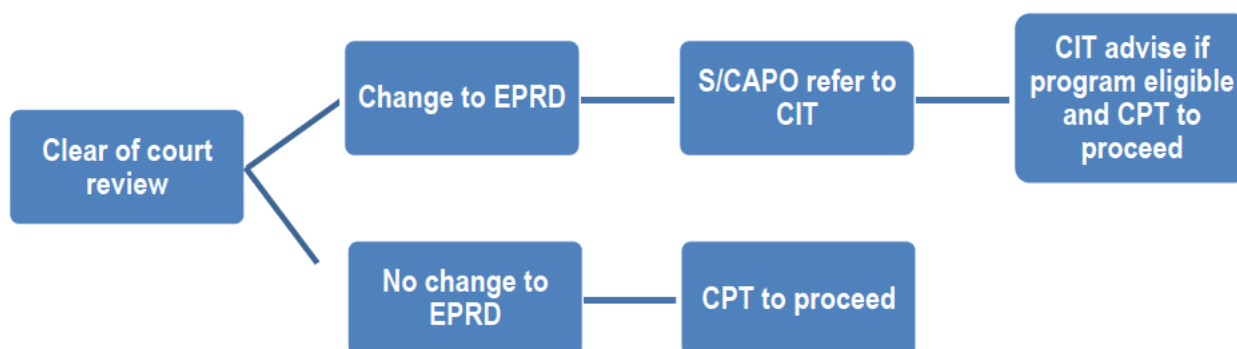 Clear of court
review
Change to EPRD
S/CAPO refer to
CIT
CIT advise if
program eligible
and CPT to
proceed
No change to
EPRD
CPT to proceed